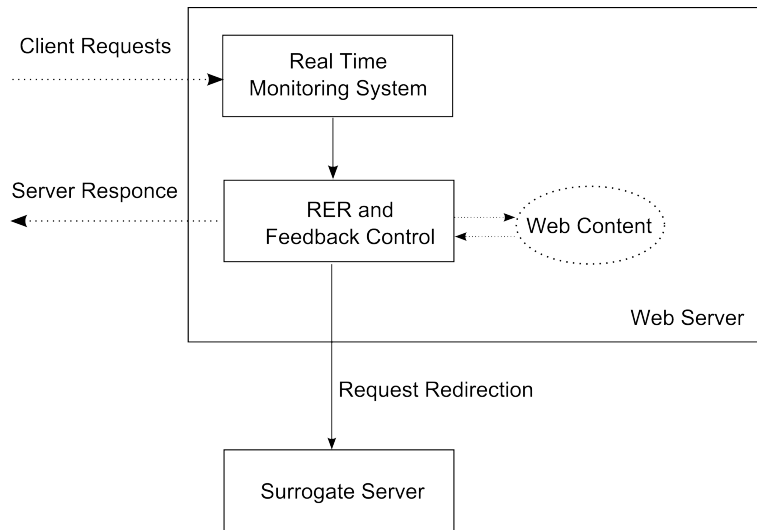 Client Requests
Real Time
Monitoring System
Server Responce
RER and
Feedback Control
Web Content
Web Server
Request Redirection
Surrogate Server